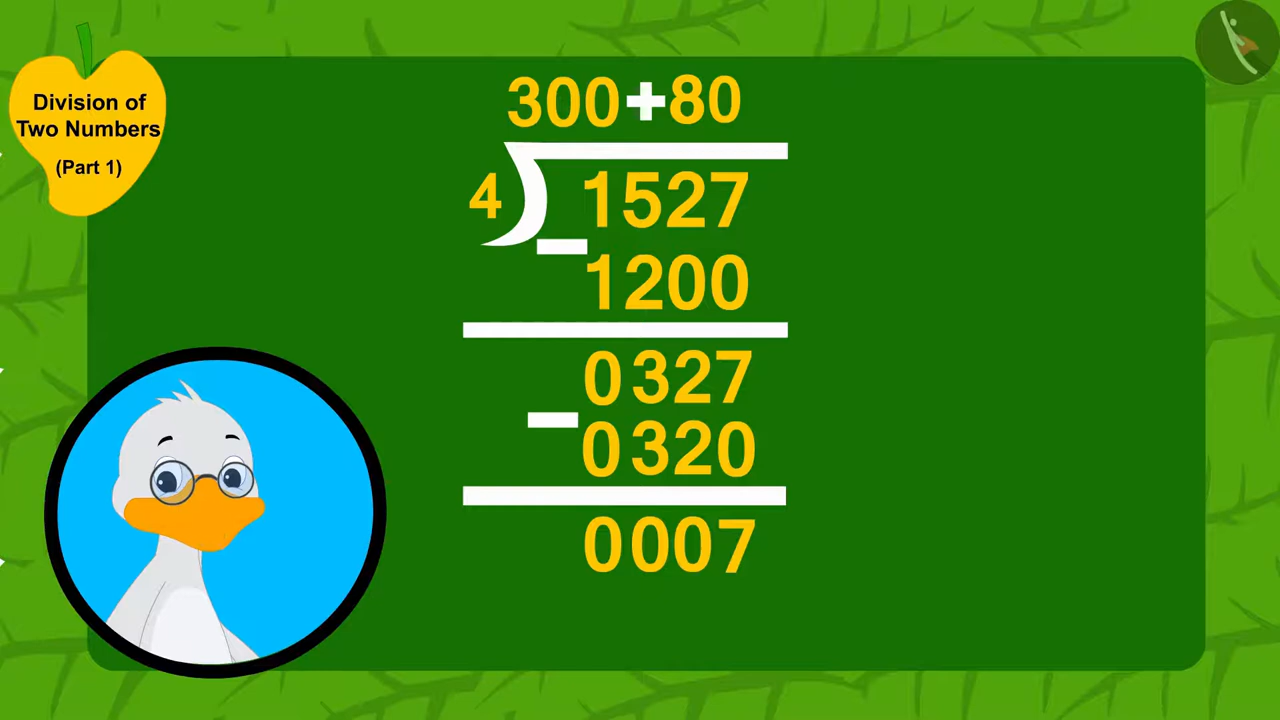 Division of
Two Numbers
(Part 1)
300+80
4 1527
- 1200
0327
- 0320
0007